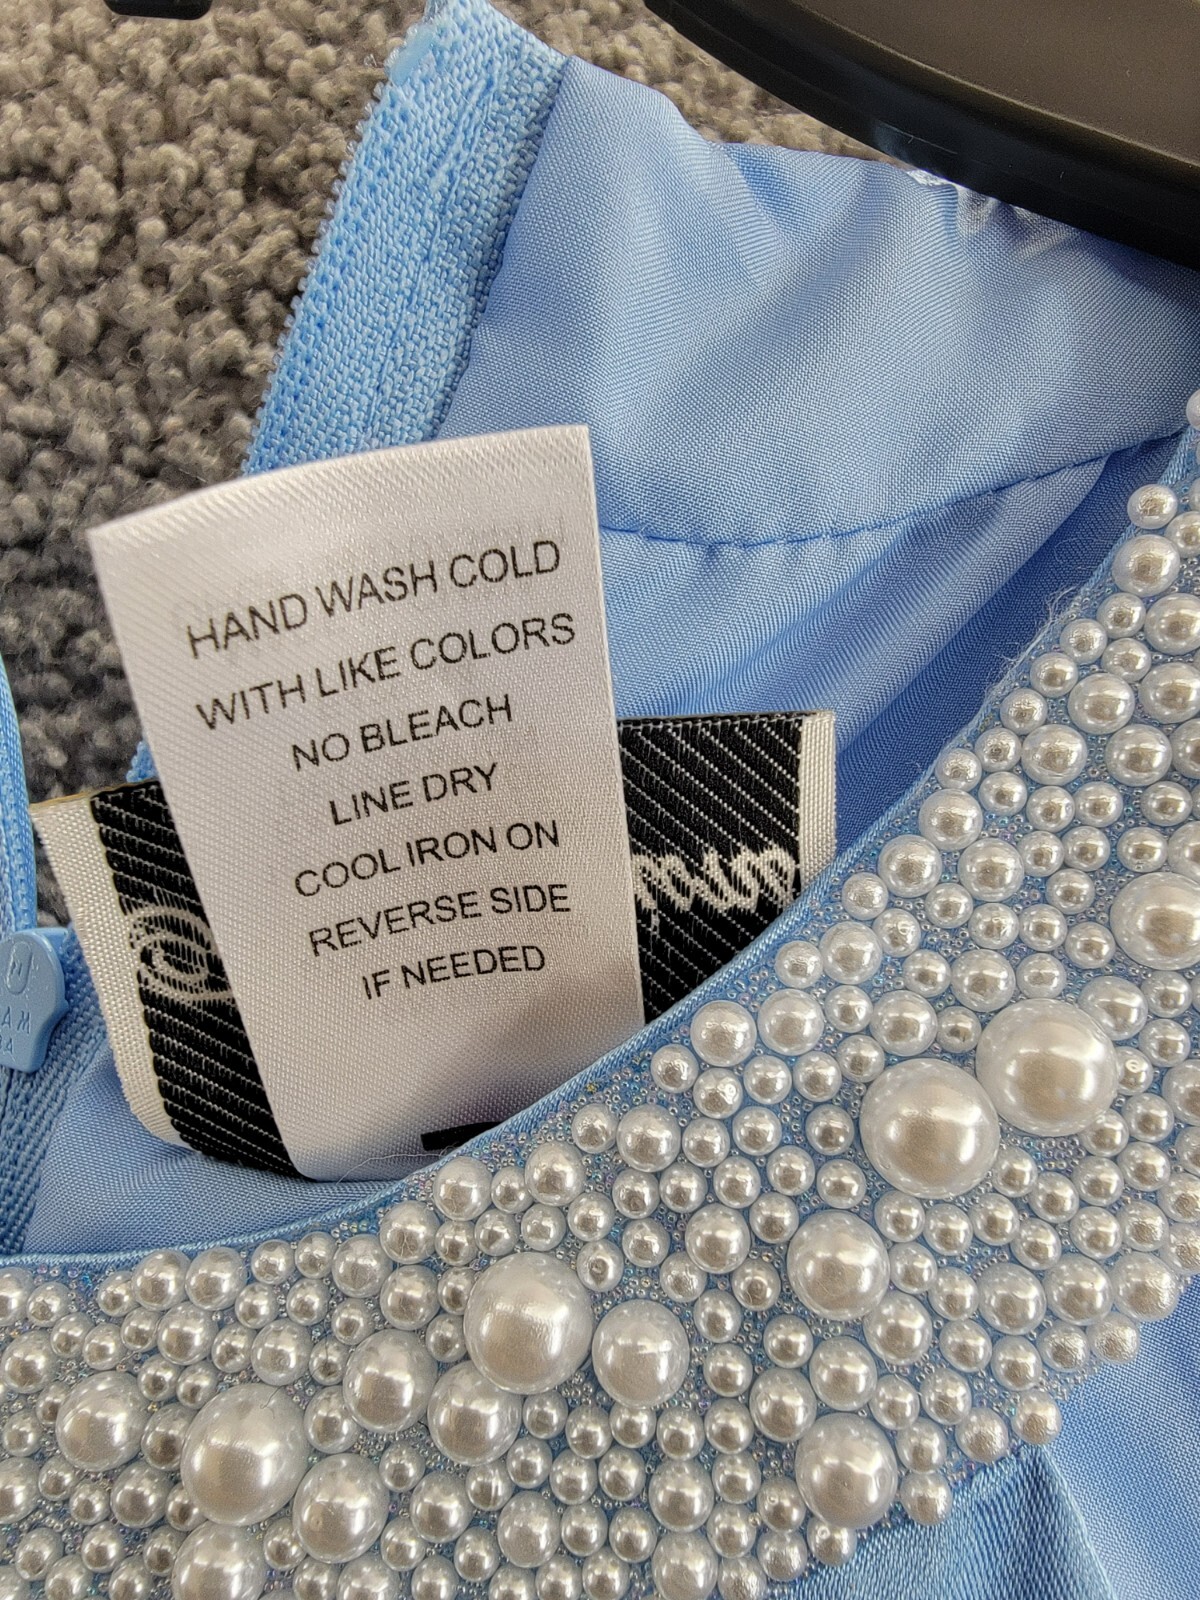 HAND WASH COLD
WITH LIKE COLORS
NO BLEACH
LINE DRY
COOL IRON ON
REVERSE SIDE
IF NEEDED